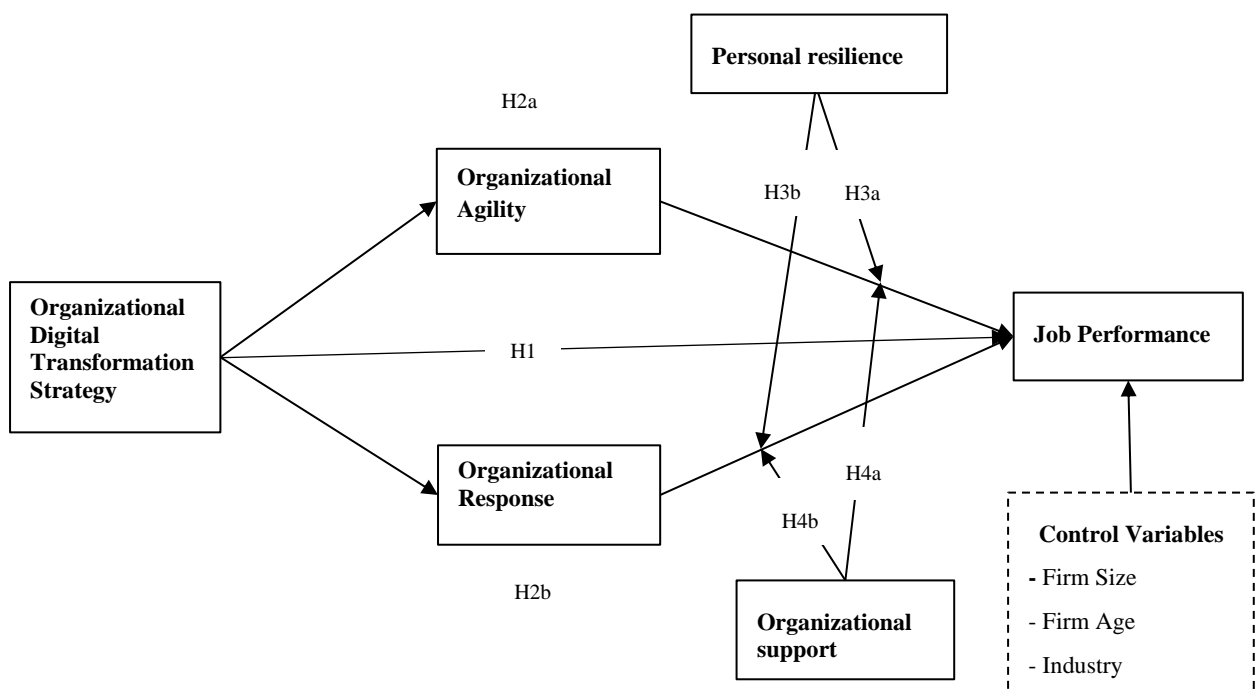 Personal resilience
H2a
Organizational
Agility
H3b
H3a
Organizational
Digital
Transformation
Strategy
H1
Job Performance
Organizational
Response
H4a
H4b
H2b
Organizational
support
Control Variables
- Firm Size
- Firm Age
- Industry